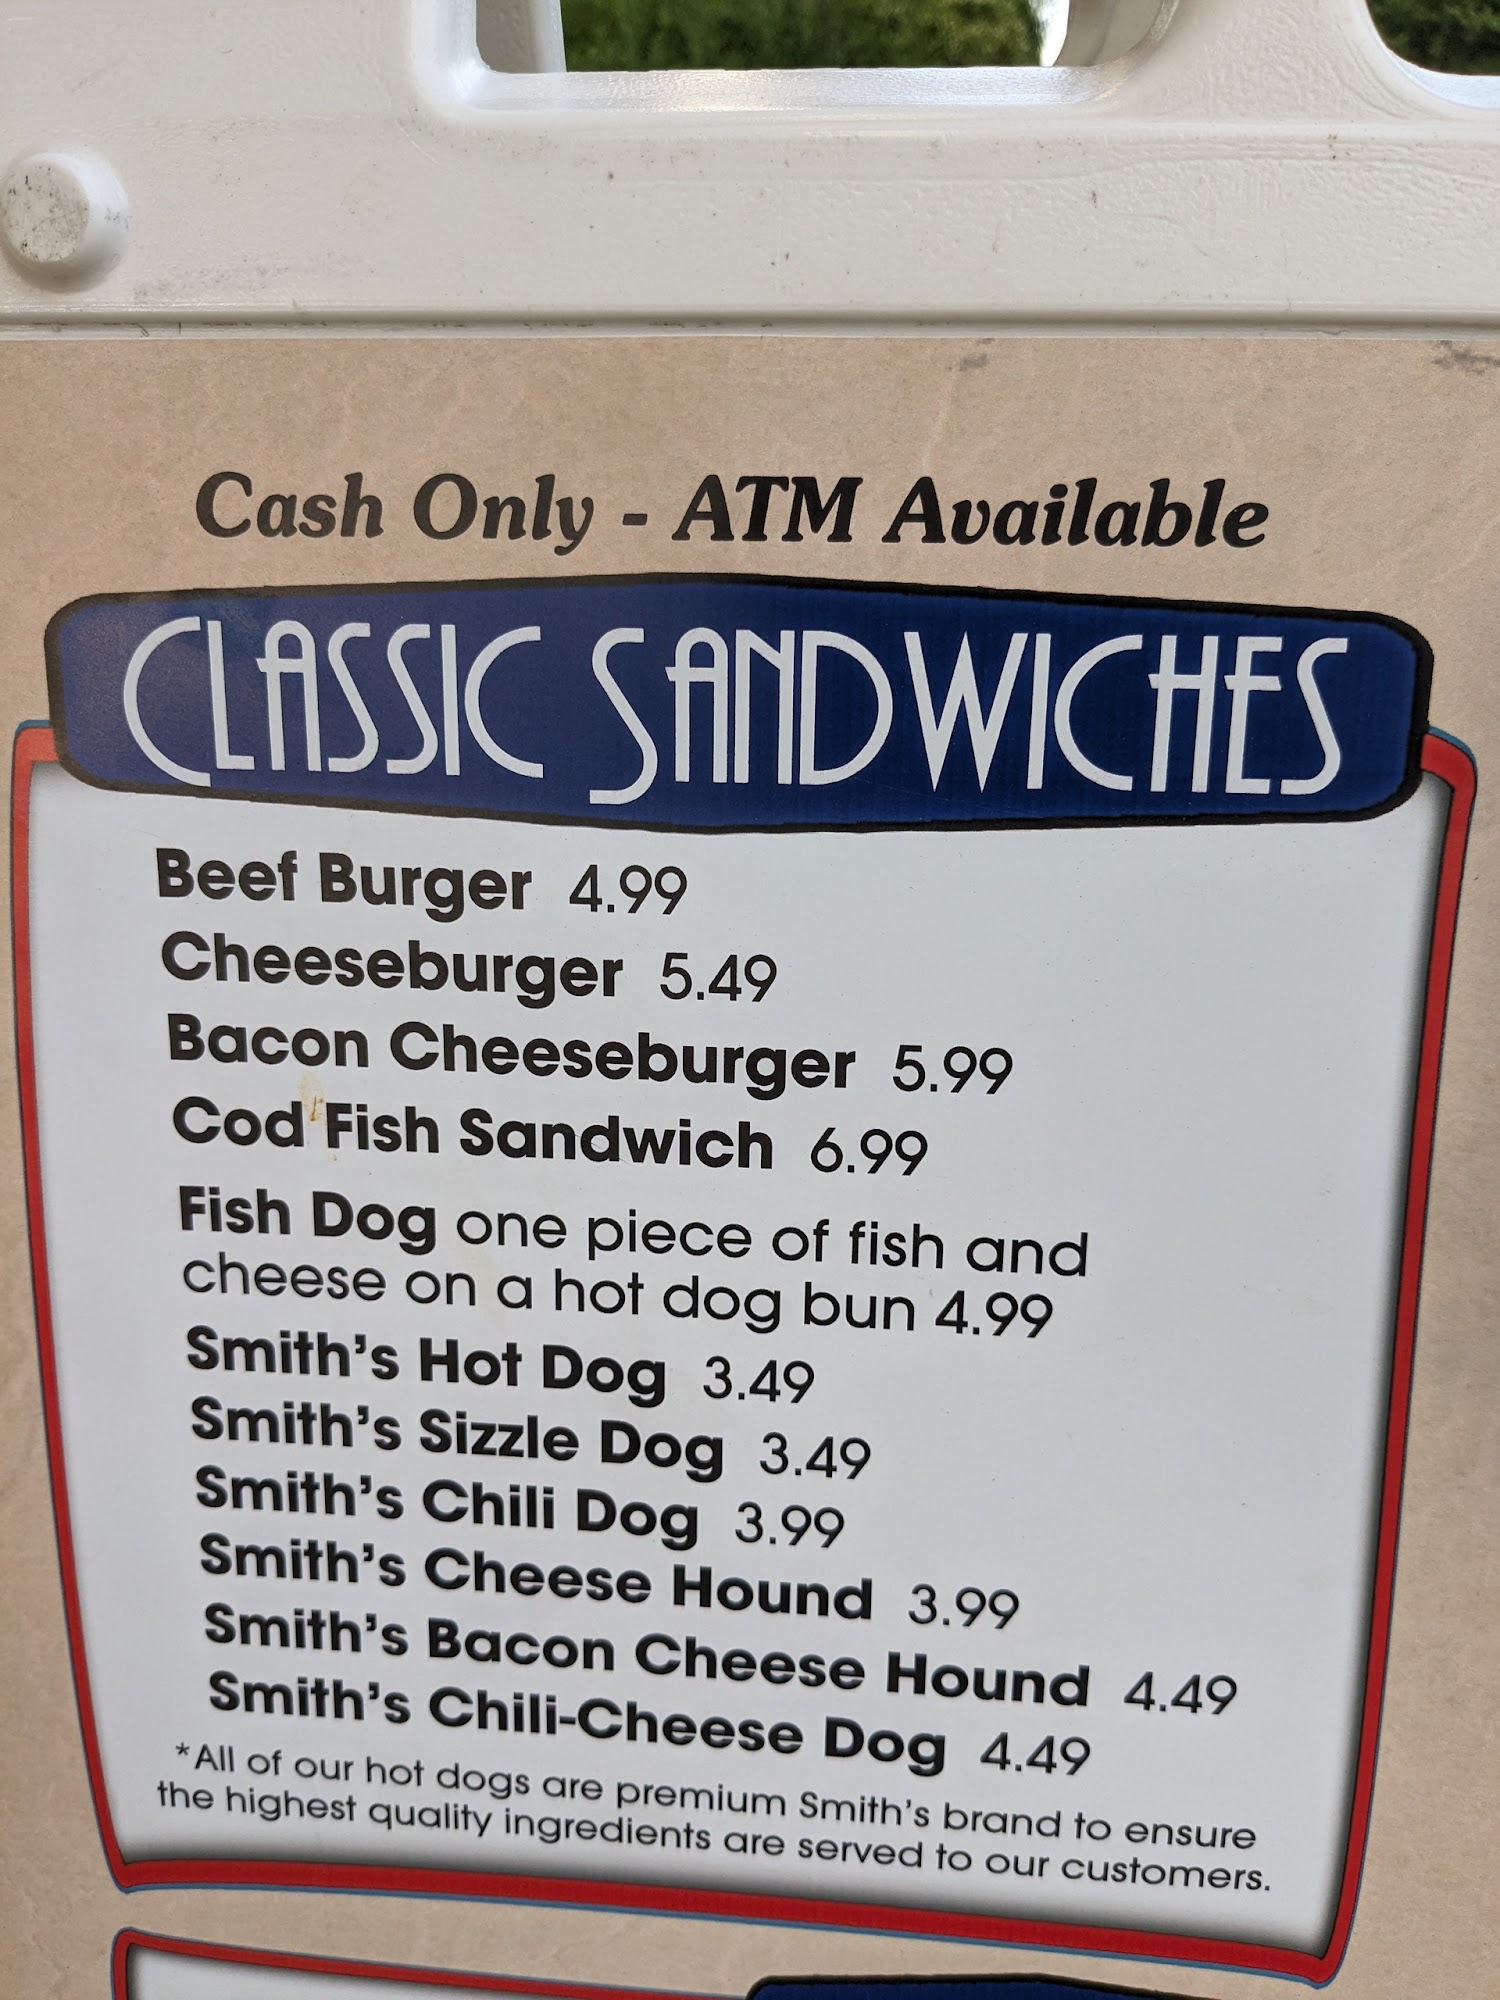 Cash Only - ATM Available
CLASSIC SANDWICHES
Beef Burger 4.99
Cheeseburger 5.49
Bacon Cheeseburger 5.99
Cod Fish Sandwich 6.99
Fish Dog one piece of fish and
cheese on a hot dog bun 4.99
Smith's Hot Dog 3.49
Smith's Sizzle Dog 3.49
Smith's Chili Dog 3.99
Smith's Cheese Hound 3.99
Smith's Bacon Cheese Hound 4.49
Smith's Chili-Cheese Dog 4.49
*All of our hot dogs are premium Smith's brand to ensure
the highest quality ingredients are served to our customers.